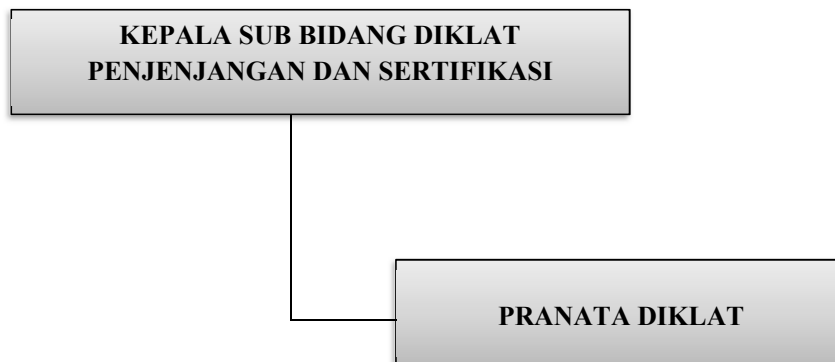 KEPALA SUB BIDANG DIKLAT
PENJENJANGAN DAN SERTIFIKASI
PRANATA DIKLAT